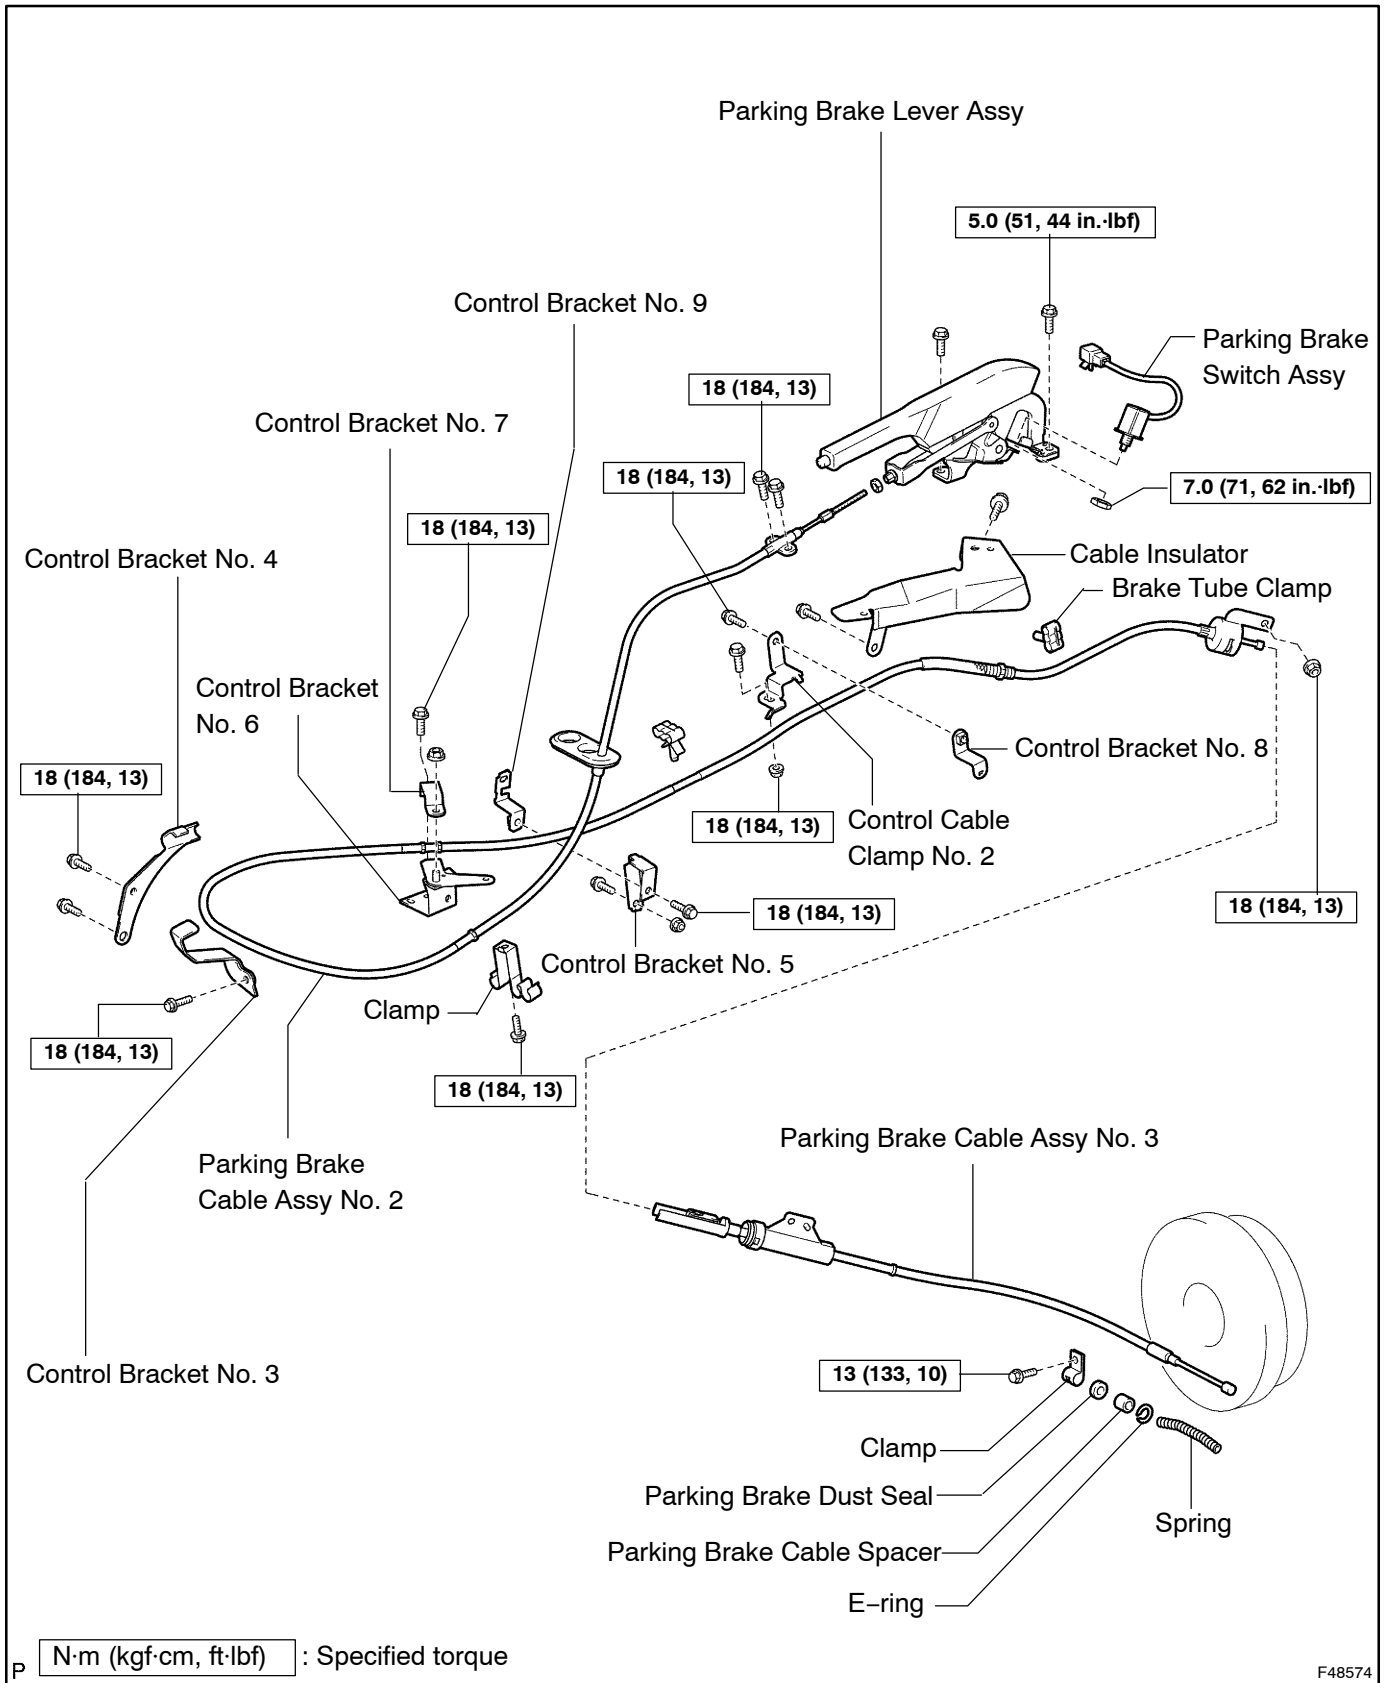 Parking Brake Lever Assy
5.0 (51, 44 in.·lbf)
Control Bracket No. 9
Parking Brake
Switch Assy
18 (184, 13)
Control Bracket No. 7
18 (184, 13)
7.0 (71, 62 in.·lbf)
18 (184, 13)
Control Bracket No. 4
Cable Insulator
Brake Tube Clamp
Control Bracket
No. 6
Control Bracket No. 8
18 (184, 13)
18 (184, 13)
Control Cable
Clamp No. 2
18 (184, 13)
18 (184, 13)
Control Bracket No. 5
Clamp
18 (184, 13)
18 (184, 13)
Parking Brake Cable Assy No. 3
Parking Brake
Cable Assy No. 2
Control Bracket No. 3
13 (133, 10)
Clamp
Parking Brake Dust Seal
Spring
Parking Brake Cable Spacer
E−ring
P
N·m (kgf·cm, ft·lbf) : Specified torque
F48574